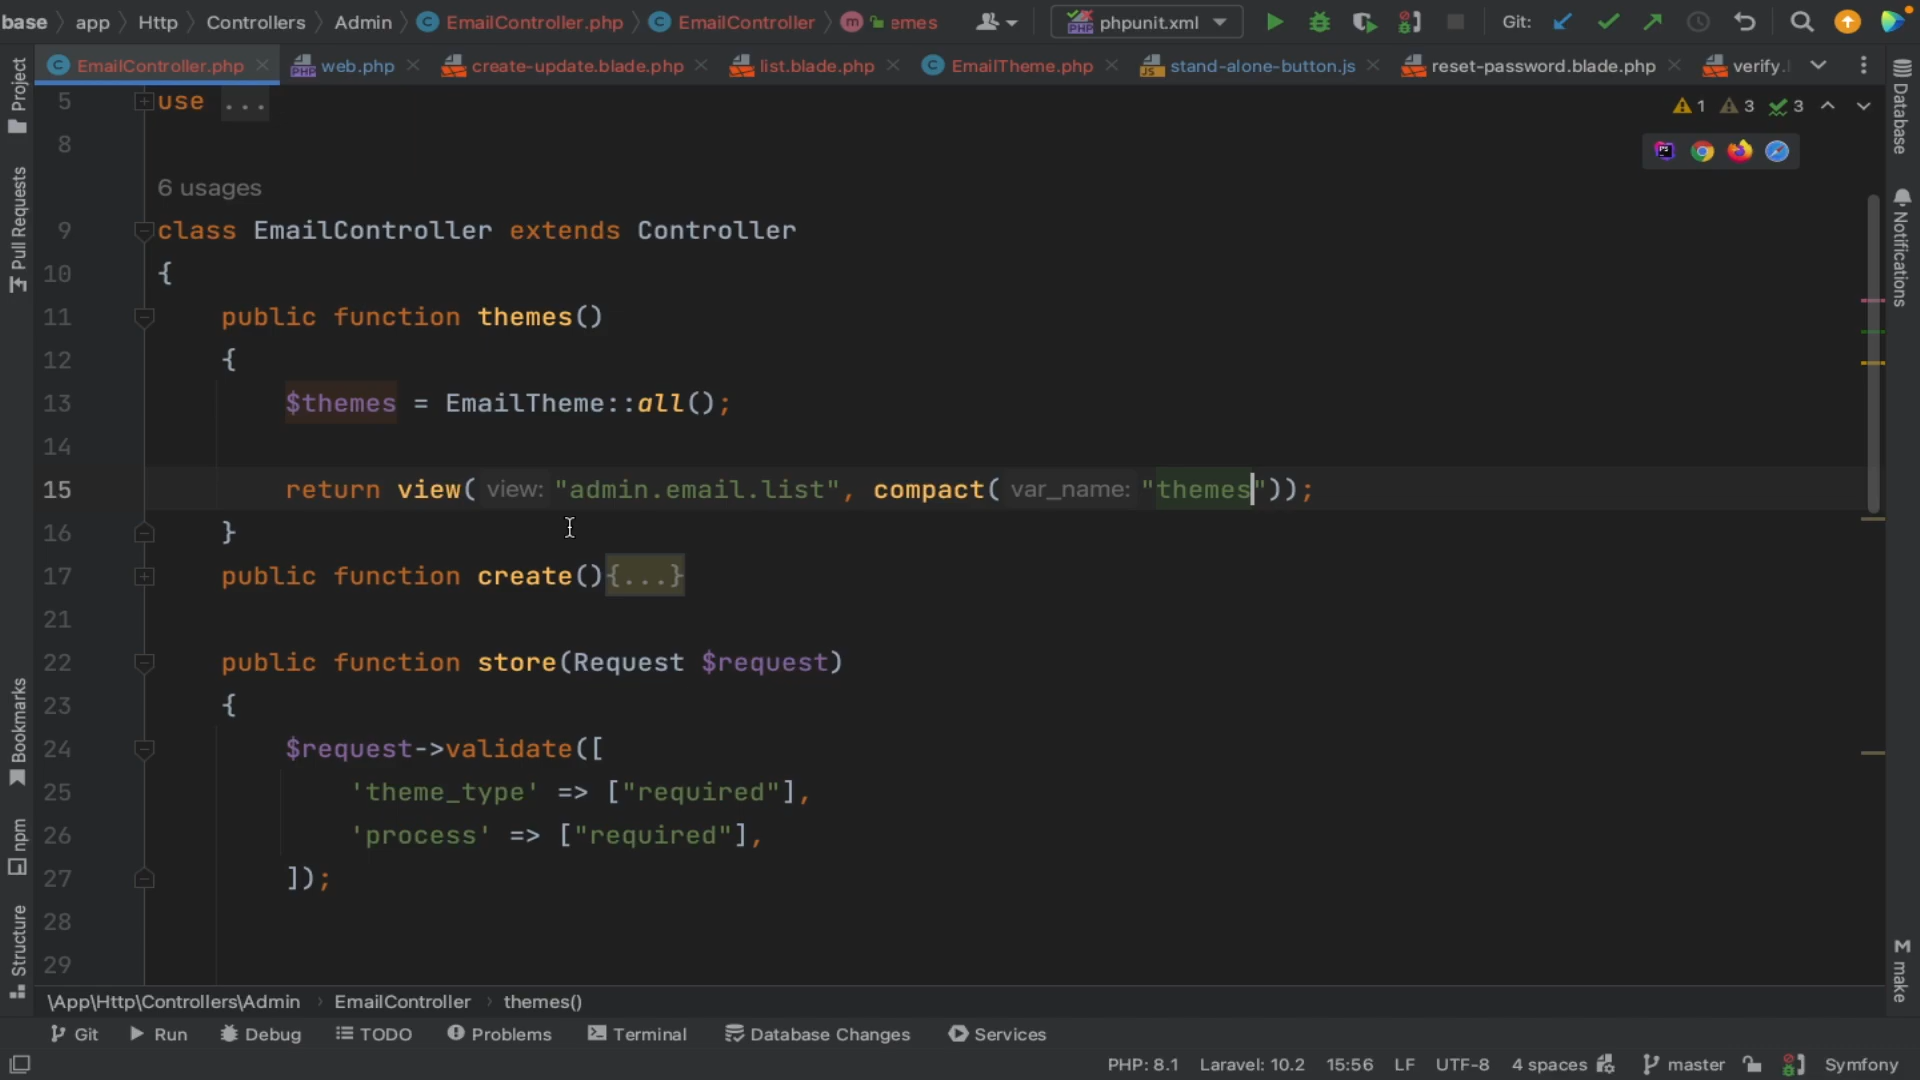 base app Http Controllers Admin EmailController.php EmailController emes phpunit.xml Git:
EmailController.php web.php create-update.blade.php list.blade.php EmailTheme.php stand-alone-button.js reset-password.blade.php verify.
5 use ...
1 3 3
8
6 usages
9 class EmailController extends Controller
10 {
11 public function themes()
12 {
13 $themes = EmailTheme::all();
14
15 return view( view: "admin.email.list", compact( var_name: "themes"));
16 }
17 public function create(){...}
21
22 public function store(Request $request)
23 {
24 $request->validate([
25 'theme_type' => ["required"],
26 'process' => ["required"],
27 ]);
28
29
Project
Pull Requests
Bookmarks
npm
Structure
Database
Notifications
make
\App\Http\Controllers\Admin EmailController themes()
Git Run Debug TODO Problems Terminal Database Changes Services
PHP: 8.1 Laravel: 10.2 15:56 LF UTF-8 4 spaces master Symfony